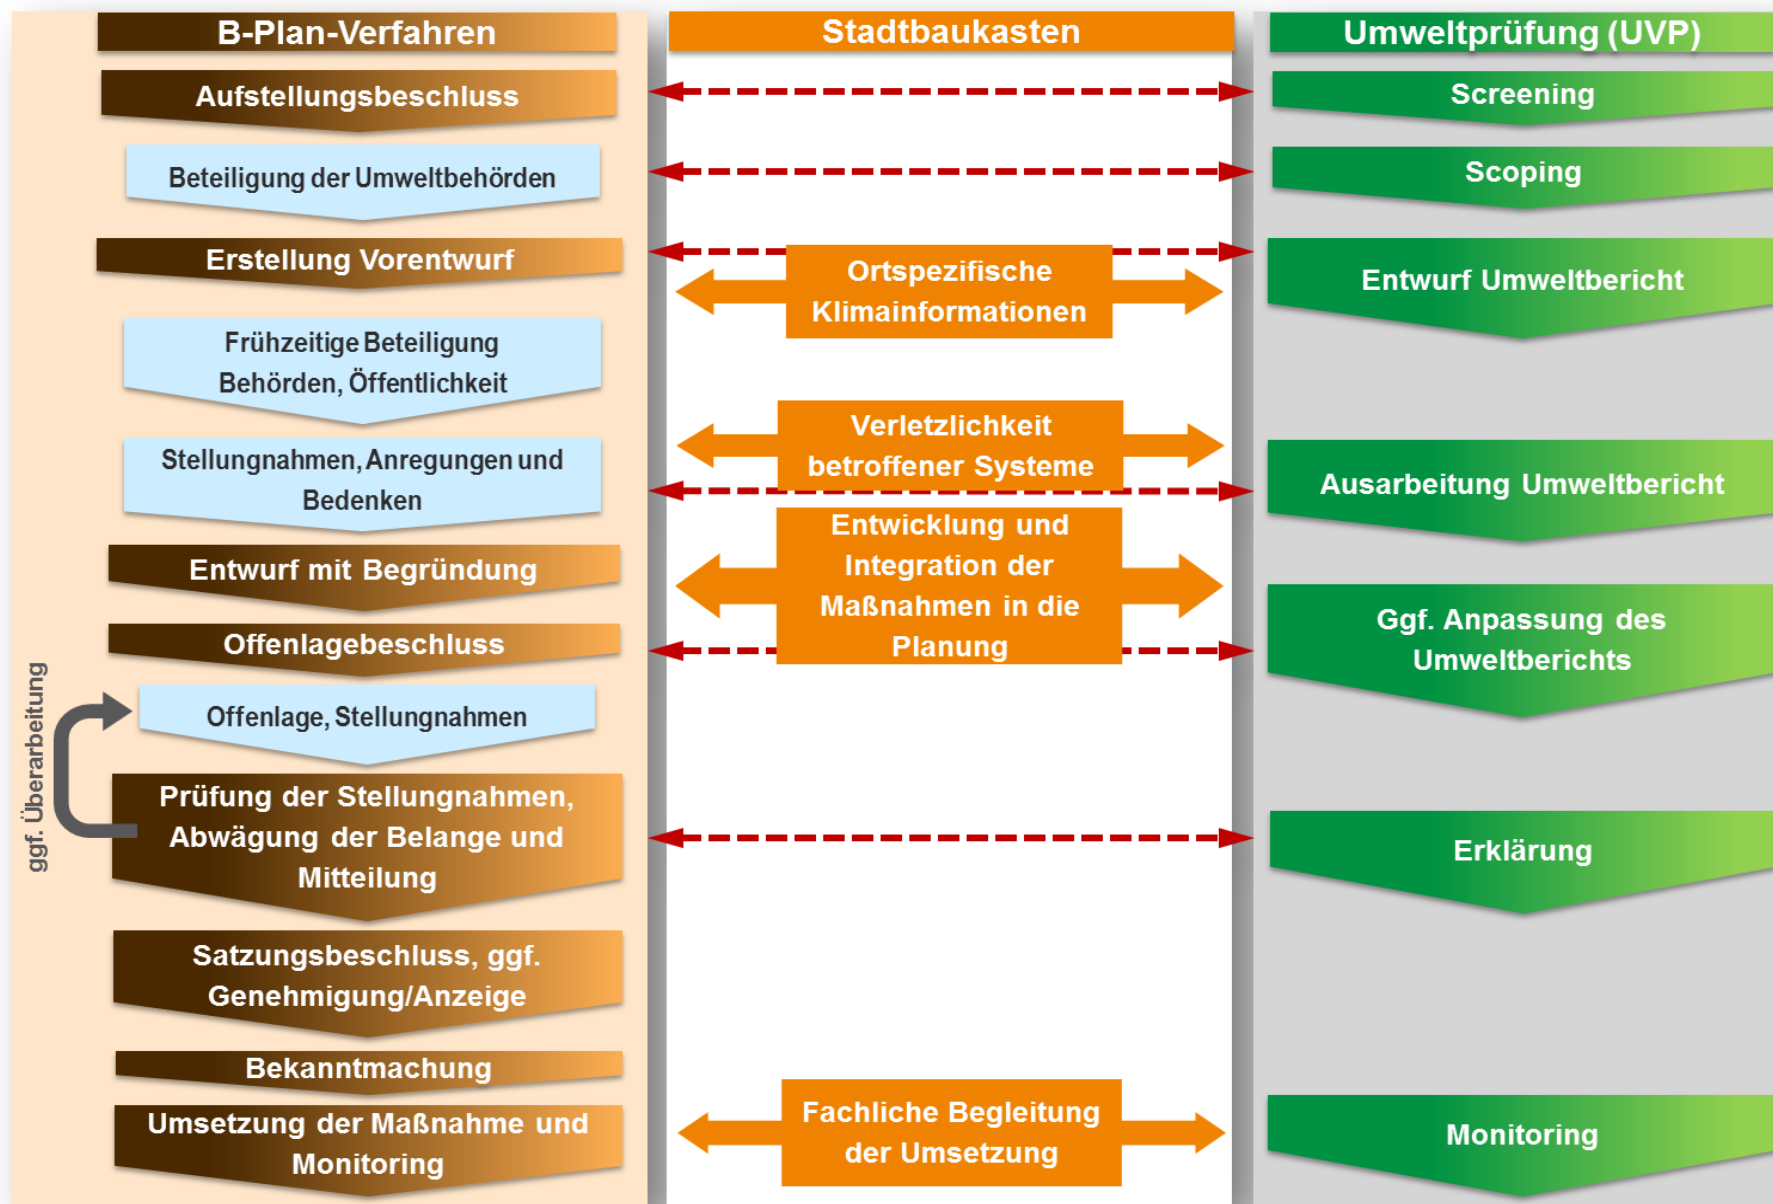 B-Plan-Verfahren
Aufstellungsbeschluss
Beteiligung der Umweltbehörden
Erstellung Vorentwurf
Frühzeitige Beteiligung
Behörden, Öffentlichkeit
Stellungnahmen, Anregungen und
Bedenken
Entwurf mit Begründung
Offenlagebeschluss
Offenlage, Stellungnahmen
ggf. Überarbeitung
Prüfung der Stellungnahmen,
Abwägung der Belange und
Mitteilung
Satzungsbeschluss, ggf.
Genehmigung/Anzeige
Bekanntmachung
Umsetzung der Maßnahme und
Monitoring
Stadtbaukasten
Ortspezifische
Klimainformationen
Verletzlichkeit
betroffener Systeme
Entwicklung und
Integration der
Maßnahmen in die
Planung
Fachliche Begleitung
der Umsetzung
Umweltprüfung (UVP)
Screening
Scoping
Entwurf Umweltbericht
Ausarbeitung Umweltbericht
Ggf. Anpassung des
Umweltberichts
Erklärung
Monitoring